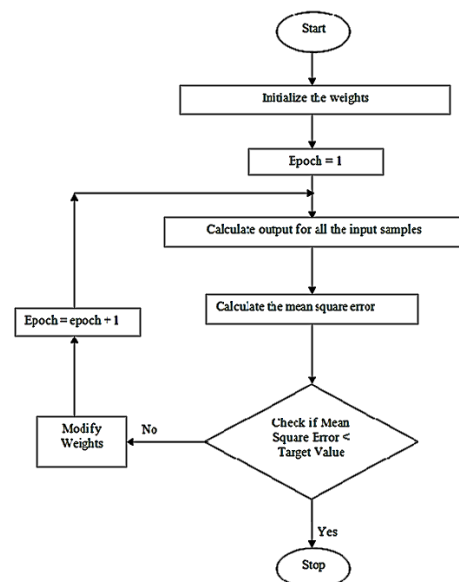 Start
Initialize the weights
Epoch = 1
Calculate output for all the input samples
Calculate the mean square error
Epoch = epoch + 1
Modify
Weights
No
Check if Mean
Square Error <
Target Value
Yes
Stop